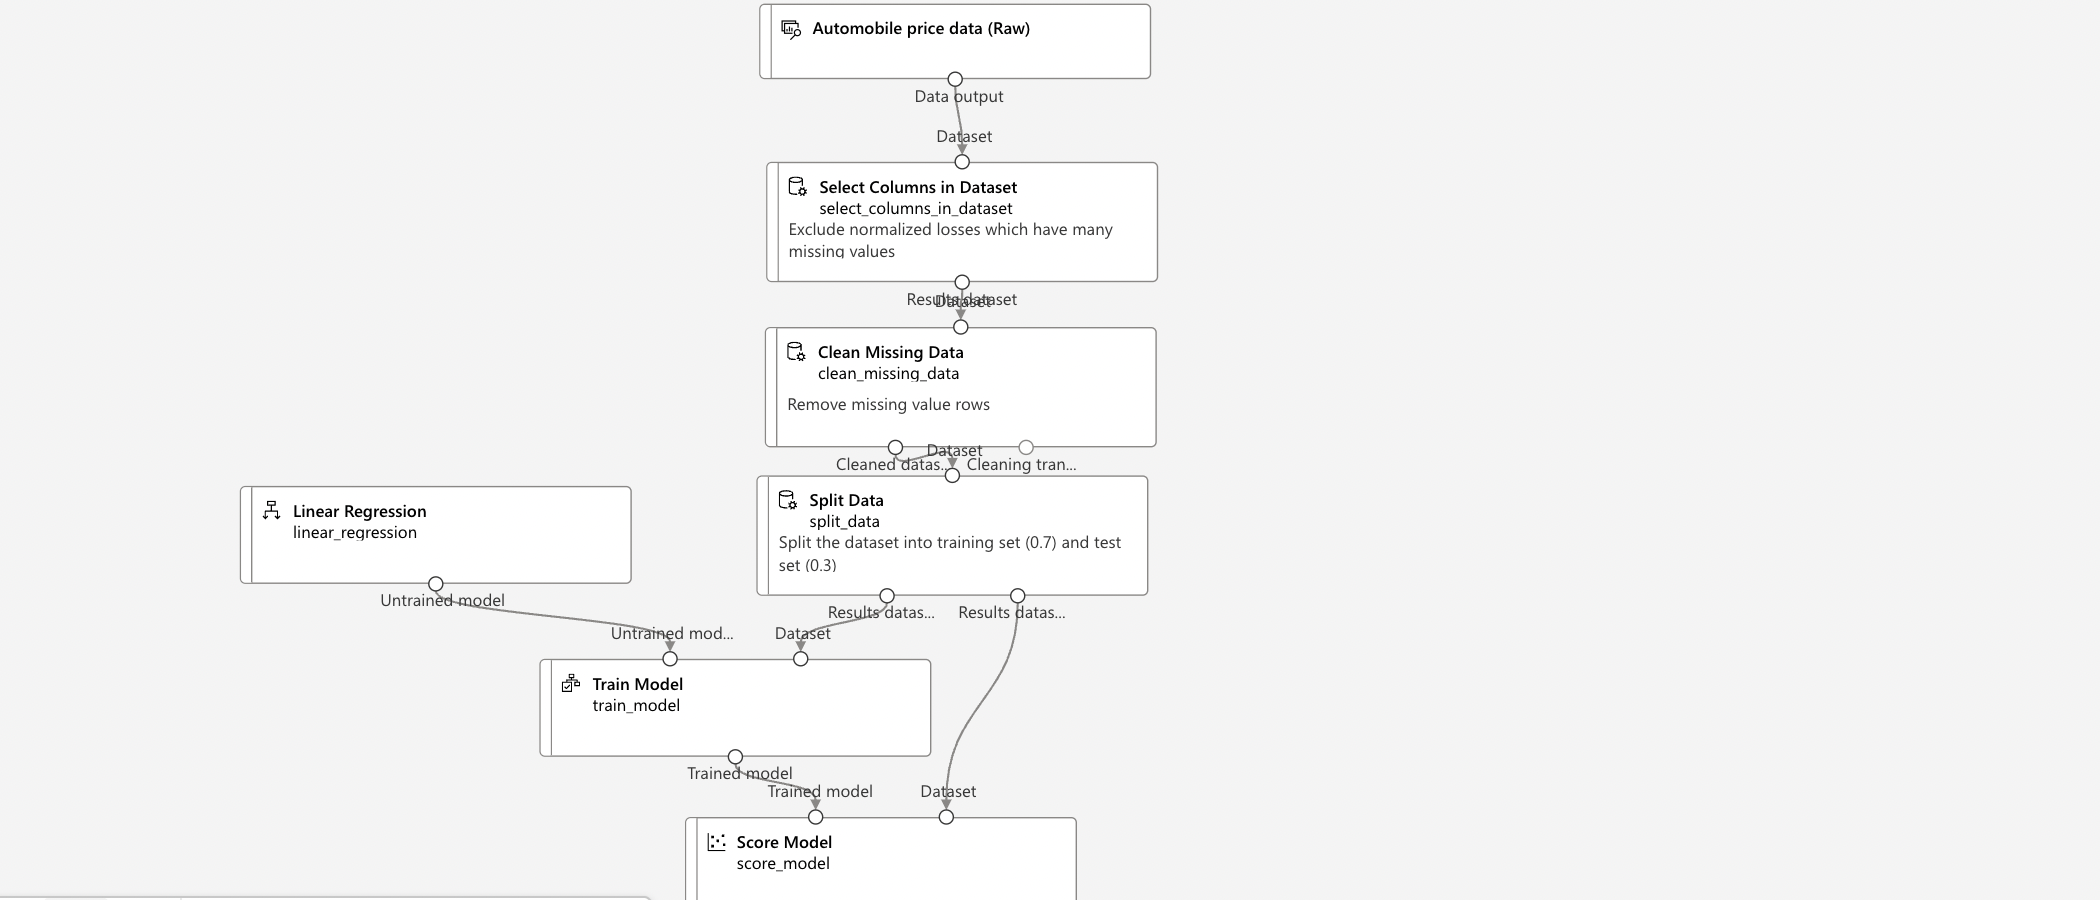 Automobile price data (Raw)
Data output
Dataset
Select Columns in Dataset
select_columns_in_dataset
Exclude normalized losses which have many
missing values
Results dataset
Dataset
Clean Missing Data
clean_missing_data
Remove missing value rows
Dataset
Cleaned datas...
Cleaning tran...
Split Data
split_data
Split the dataset into training set (0.7) and test
set (0.3)
Linear Regression
linear_regression
Untrained model
Results datas...
Results datas...
Untrained mod...
Dataset
Train Model
train_model
Trained model
Trained model
Dataset
Score Model
score_model